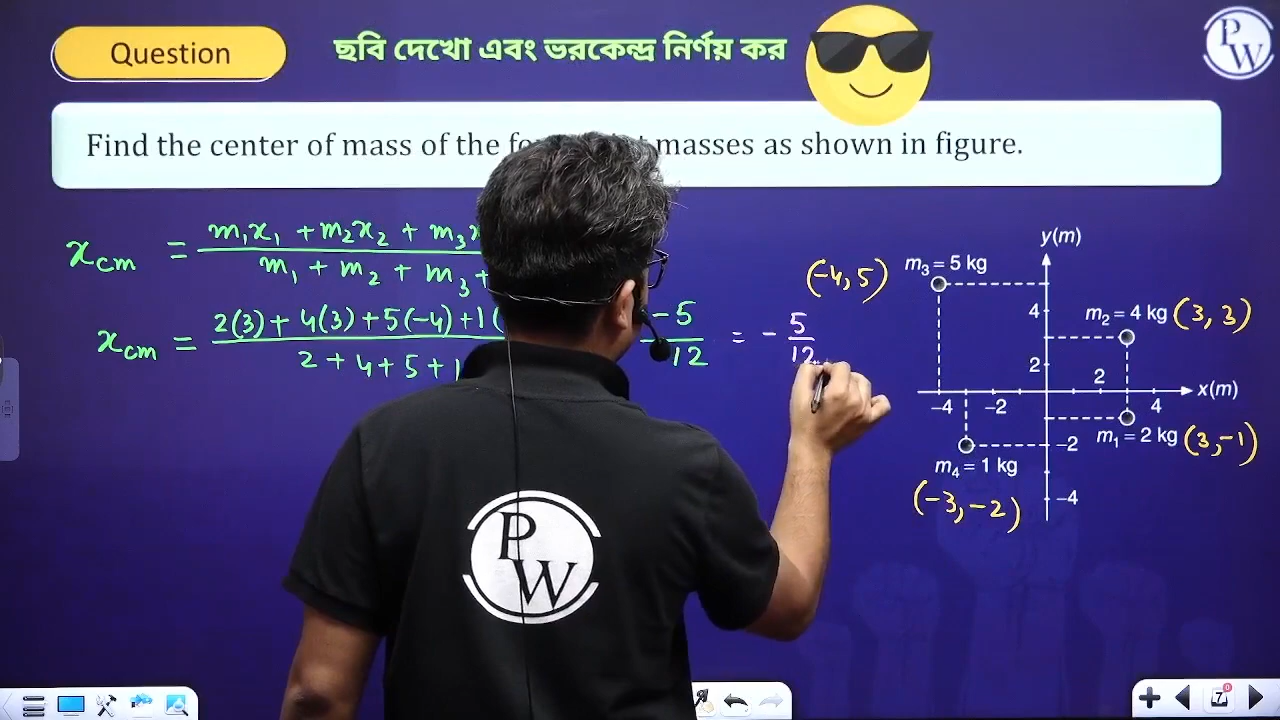 Question
ছবি দেখো এবং ভরকেন্দ্র নির্ণয় কর
PW
Find the center of mass of the masses as shown in figure.
x_cm = m₁x₁ + m₂x₂ + m₃
m₁ + m₂ + m₃ +
x_cm = 2(3) + 4(3) + 5(-4) + 1(
2 + 4 + 5 + 1
-5
12
= - 5
12
y(m)
(-4, 5) m₃ = 5 kg
4
m₂ = 4 kg (3, 3)
2
2
x(m)
-4 -2
4
m₁ = 2 kg (3, -1)
-2
m₄ = 1 kg
(-3, -2)
-4
PW
7
0